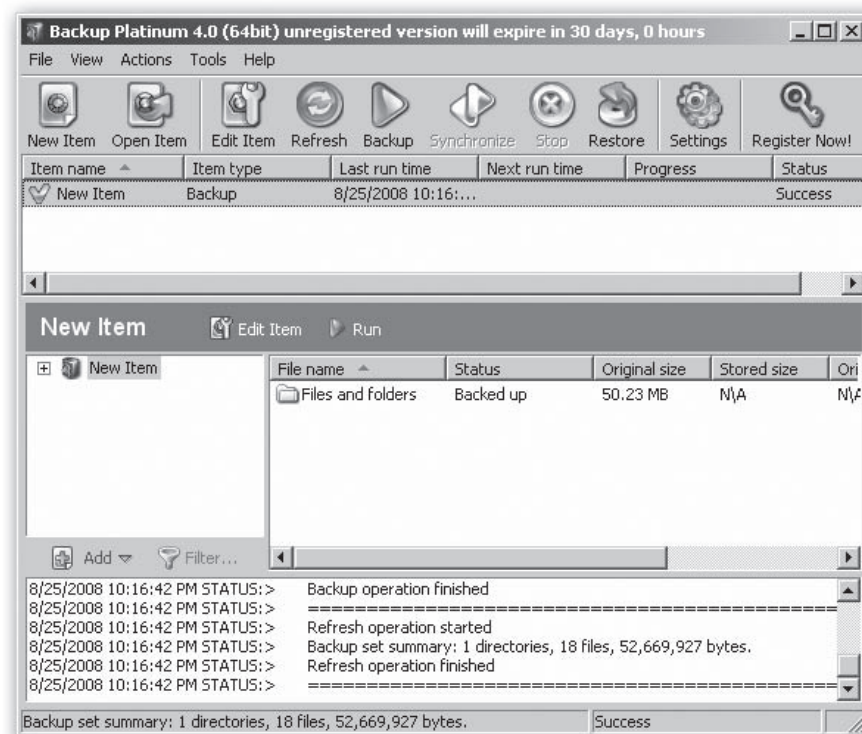 Backup Platinum 4.0 (64bit) unregistered version will expire in 30 days, 0 hours
File View Actions Tools Help
New Item Open Item Edit Item Refresh Backup Synchronize Stop Restore Settings Register Now!
Item name Item type Last run time Next run time Progress Status
New Item Backup 8/25/2008 10:16:... Success
New Item Edit Item Run
New Item
File name Status Original size Stored size Ori
Files and folders Backed up 50.23 MB N\A N\A
Add Filter...
8/25/2008 10:16:42 PM STATUS:> Backup operation finished
8/25/2008 10:16:42 PM STATUS:> ================================================
8/25/2008 10:16:42 PM STATUS:> Refresh operation started
8/25/2008 10:16:42 PM STATUS:> Backup set summary: 1 directories, 18 files, 52,669,927 bytes.
8/25/2008 10:16:42 PM STATUS:> Refresh operation finished
8/25/2008 10:16:42 PM STATUS:> ================================================
Backup set summary: 1 directories, 18 files, 52,669,927 bytes. Success